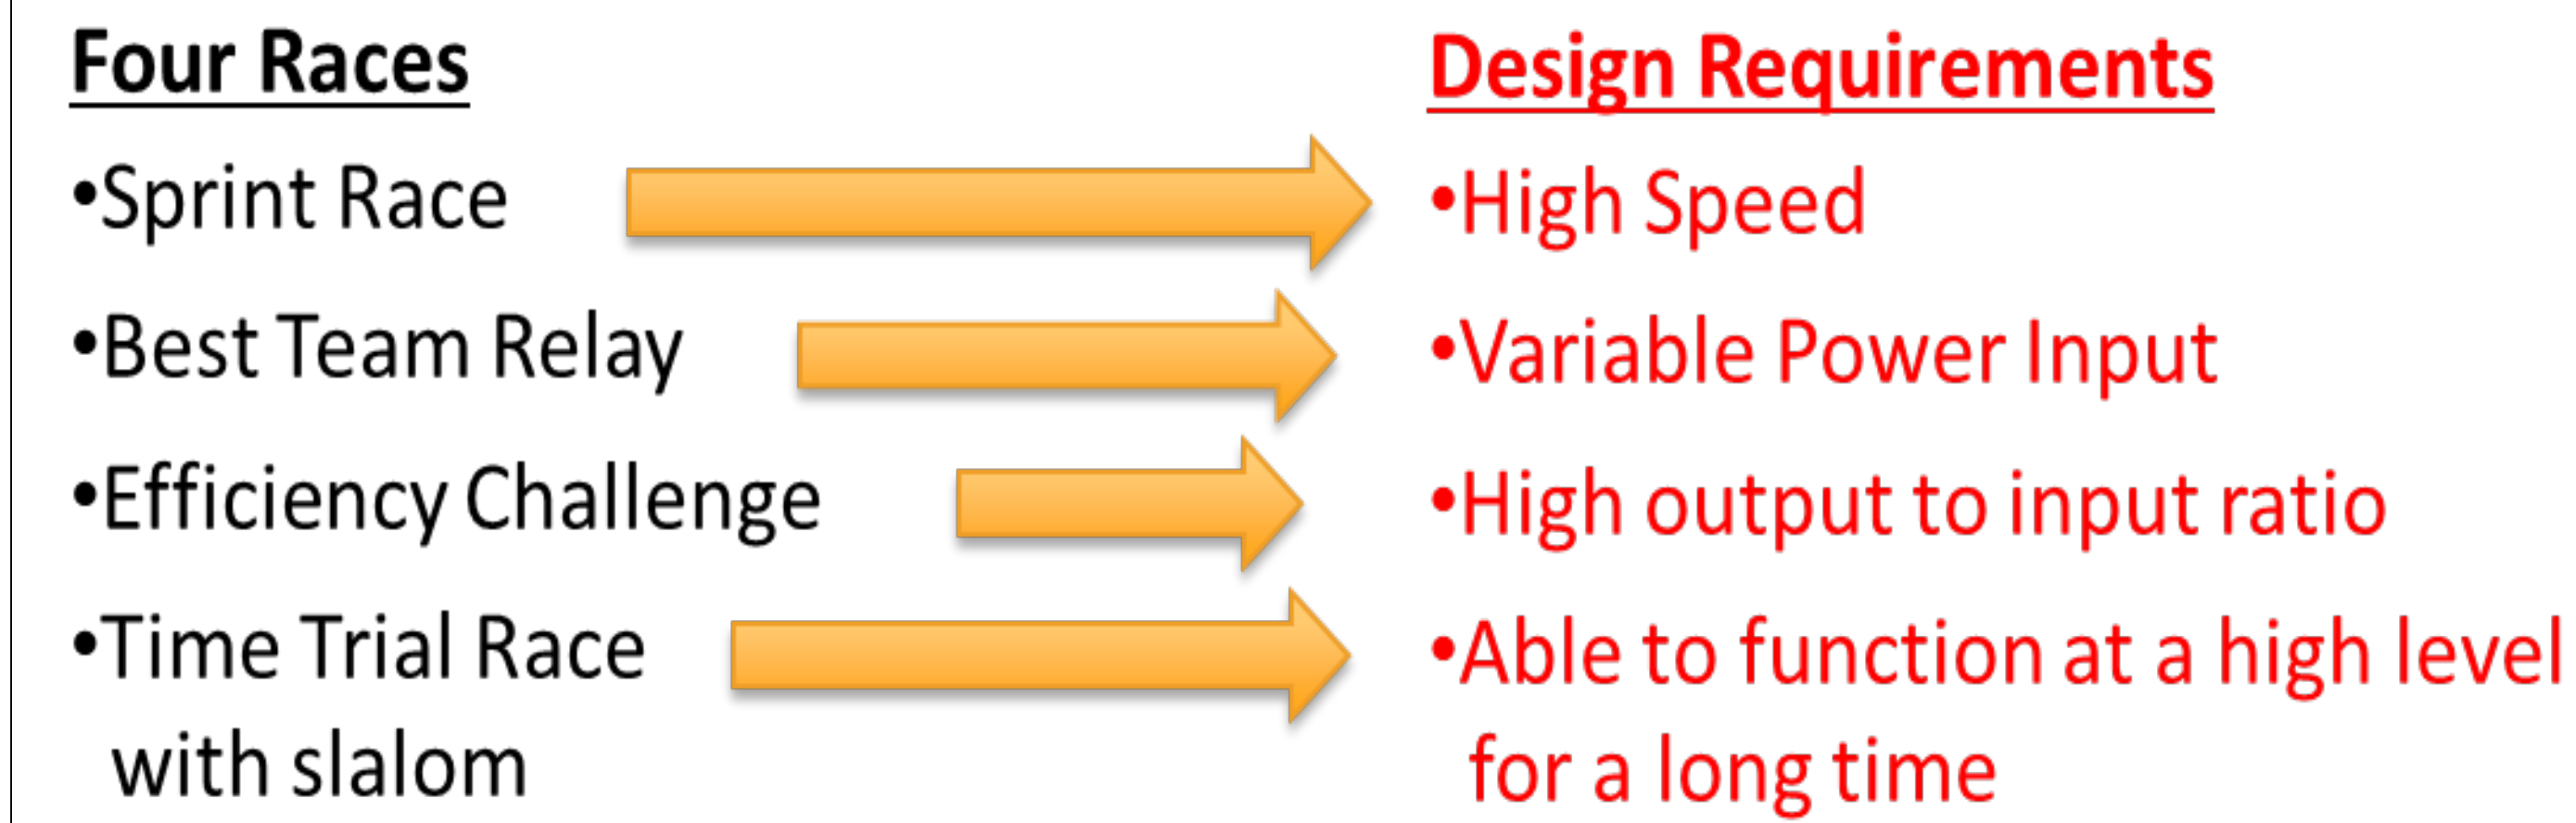 Four Races
•Sprint Race
•Best Team Relay
•Efficiency Challenge
•Time Trial Race
with slalom
Design Requirements
•High Speed
•Variable Power Input
•High output to input ratio
•Able to function at a high level
for a long time